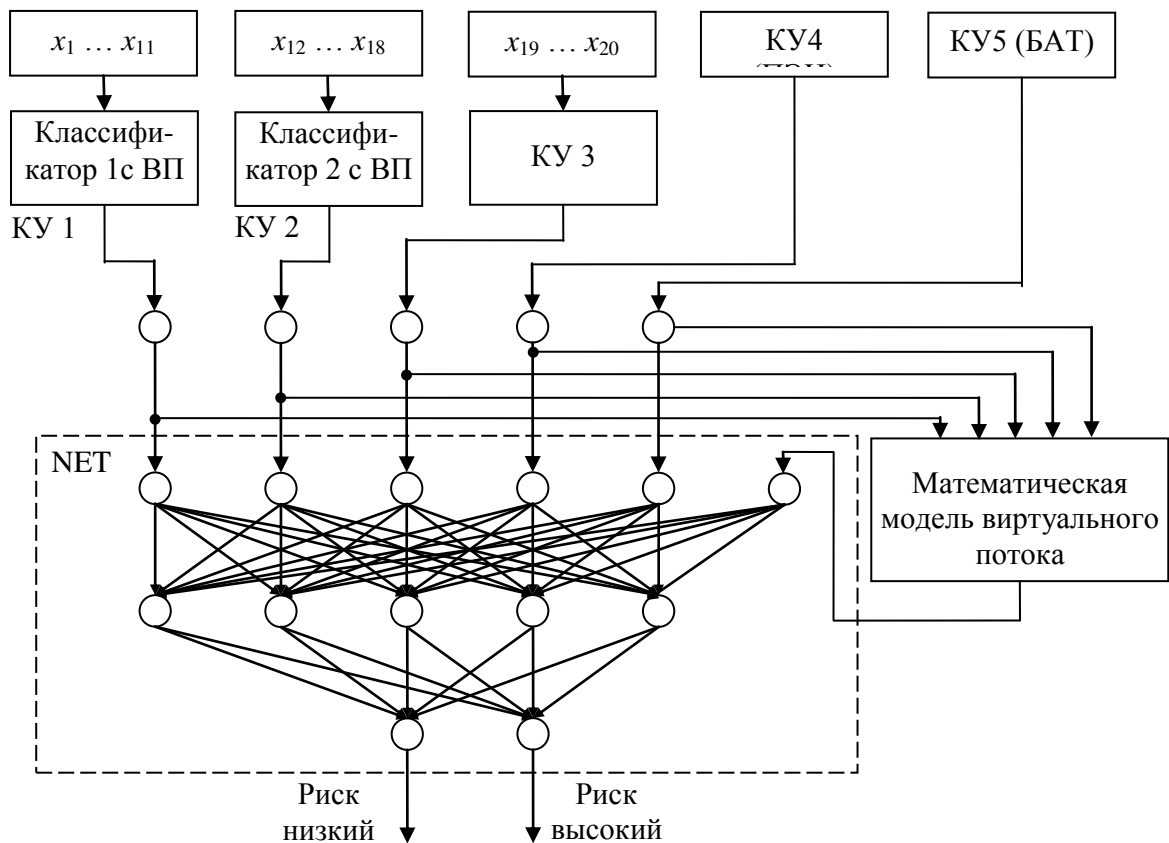 x1 … x11
x12 … x18
x19 … x20
КУ4
КУ5 (БАТ)
Классифи-
катор 1с ВП
Классифи-
катор 2 с ВП
КУ 3
КУ 1
КУ 2
NET
Математическая
модель виртуального
потока
Риск
низкий
Риск
высокий